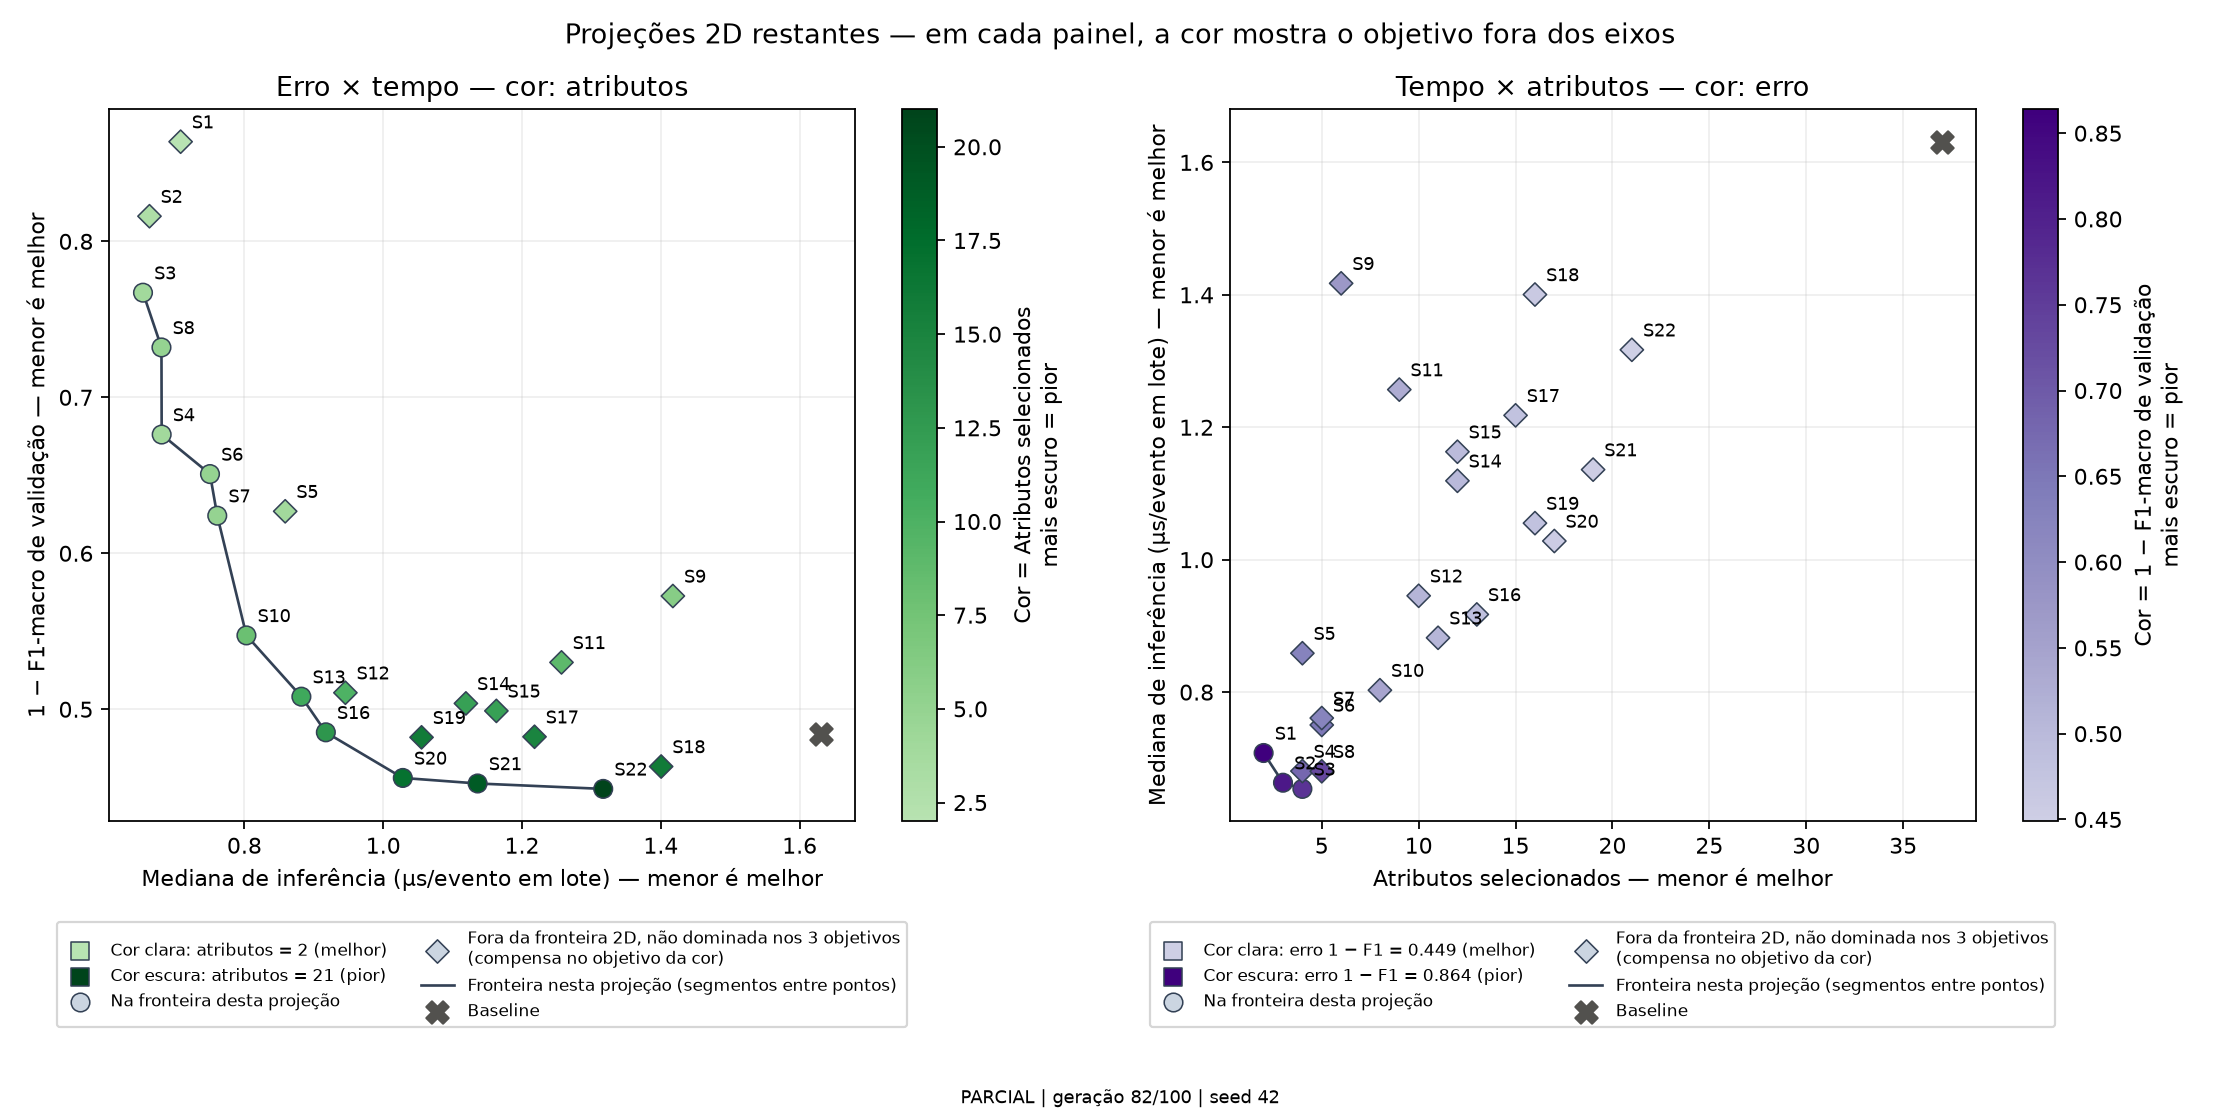 Projeções 2D restantes — em cada painel, a cor mostra o objetivo fora dos eixos
Erro × tempo — cor: atributos
1 − F1-macro de validação — menor é melhor
0.8
0.7
0.6
0.5
S1
S2
S3
S8
S4
S6
S7
S5
S9
S10
S11
S13
S12
S14
S15
S16
S19
S17
S20
S21
S22
S18
0.8
1.0
1.2
1.4
1.6
Mediana de inferência (µs/evento em lote) — menor é melhor
20.0
17.5
15.0
12.5
10.0
7.5
5.0
2.5
Cor = Atributos selecionados
mais escuro = pior
Cor clara: atributos = 2 (melhor)
Cor escura: atributos = 21 (pior)
Na fronteira desta projeção
Fora da fronteira 2D, não dominada nos 3 objetivos
(compensa no objetivo da cor)
Fronteira nesta projeção (segmentos entre pontos)
Baseline
Tempo × atributos — cor: erro
Mediana de inferência (µs/evento em lote) — menor é melhor
1.6
1.4
1.2
1.0
0.8
S9
S18
S22
S11
S17
S15
S14
S21
S19
S20
S12
S16
S13
S5
S10
S7
S6
S1
S4
S8
S2
S3
5
10
15
20
25
30
35
Atributos selecionados — menor é melhor
0.85
0.80
0.75
0.70
0.65
0.60
0.55
0.50
0.45
Cor = 1 − F1-macro de validação
mais escuro = pior
Cor clara: erro 1 − F1 = 0.449 (melhor)
Cor escura: erro 1 − F1 = 0.864 (pior)
Na fronteira desta projeção
Fora da fronteira 2D, não dominada nos 3 objetivos
(compensa no objetivo da cor)
Fronteira nesta projeção (segmentos entre pontos)
Baseline
PARCIAL | geração 82/100 | seed 42